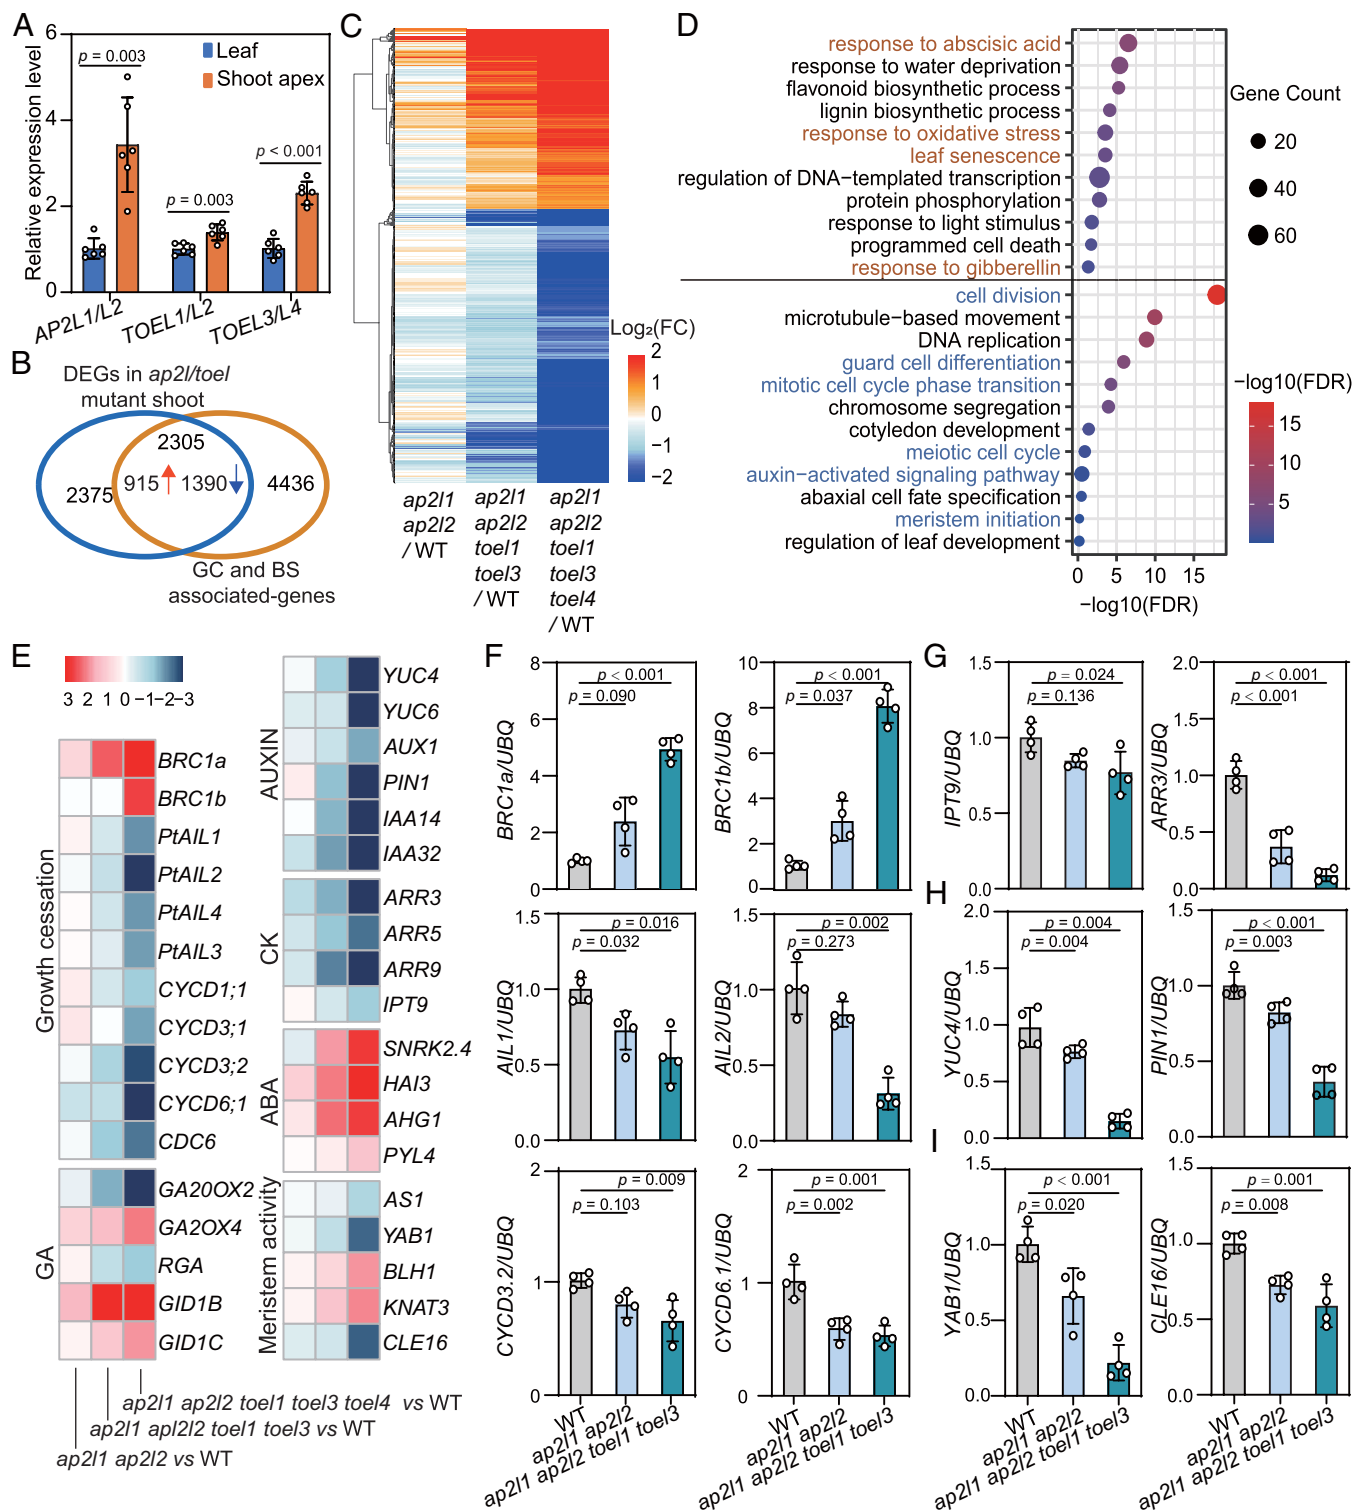 A
Relative expression level
6
4
2
0
Leaf
Shoot apex
p = 0.003
p = 0.003
p < 0.001
AP2L1/L2
TOEL1/L2
TOEL3/L4
B
DEGs in ap2l/toel
mutant shoot
2305
2375
915
1390
4436
GC and BS
associated-genes
C
Log₂(FC)
2
1
0
−1
−2
ap2l1
ap2l2
/ WT
ap2l1
ap2l2
toel1
toel3
/ WT
ap2l1
ap2l2
toel1
toel3
toel4
/ WT
D
response to abscisic acid
response to water deprivation
flavonoid biosynthetic process
lignin biosynthetic process
response to oxidative stress
leaf senescence
regulation of DNA−templated transcription
protein phosphorylation
response to light stimulus
programmed cell death
response to gibberellin
cell division
microtubule−based movement
DNA replication
guard cell differentiation
mitotic cell cycle phase transition
chromosome segregation
cotyledon development
meiotic cell cycle
auxin−activated signaling pathway
abaxial cell fate specification
meristem initiation
regulation of leaf development
0 5 10 15
−log10(FDR)
Gene Count
20
40
60
−log10(FDR)
15
10
5
E
3 2 1 0 −1−2−3
Growth cessation
BRC1a
BRC1b
PtAIL1
PtAIL2
PtAIL4
PtAIL3
CYCD1;1
CYCD3;1
CYCD3;2
CYCD6;1
CDC6
GA
GA20OX2
GA2OX4
RGA
GID1B
GID1C
AUXIN
YUC4
YUC6
AUX1
PIN1
IAA14
IAA32
CK
ARR3
ARR5
ARR9
IPT9
ABA
SNRK2.4
HAI3
AHG1
PYL4
Meristem activity
AS1
YAB1
BLH1
KNAT3
CLE16
ap2l1 ap2l2 toel1 toel3 toel4 vs WT
ap2l1 apl2l2 toel1 toel3 vs WT
ap2l1 ap2l2 vs WT
F
BRC1a/UBQ
8
6
4
2
0
p < 0.001
p = 0.090
BRC1b/UBQ
10
8
6
4
2
0
p < 0.001
p = 0.037
AIL1/UBQ
1.5
1.0
0.5
0.0
p = 0.016
p = 0.032
AIL2/UBQ
1.5
1.0
0.5
0.0
p = 0.002
p = 0.273
CYCD3.2/UBQ
2
1
0
p = 0.009
p = 0.103
WT
ap2l1 ap2l2
ap2l1 ap2l2 toel1 toel3
CYCD6.1/UBQ
2
1
0
p = 0.001
p = 0.002
WT
ap2l1 ap2l2
ap2l1 ap2l2 toel1 toel3
G
IPT9/UBQ
1.5
1.0
0.5
0.0
p = 0.024
p = 0.136
ARR3/UBQ
2.0
1.5
1.0
0.5
0.0
p < 0.001
p < 0.001
H
YUC4/UBQ
2.0
1.5
1.0
0.5
0.0
p = 0.004
p = 0.004
PIN1/UBQ
1.5
1.0
0.5
0.0
p < 0.001
p = 0.003
I
YAB1/UBQ
1.5
1.0
0.5
0.0
p < 0.001
p = 0.020
WT
ap2l1 ap2l2
ap2l1 ap2l2 toel1 toel3
CLE16/UBQ
1.5
1.0
0.5
0.0
p = 0.001
p = 0.008
WT
ap2l1 ap2l2
ap2l1 ap2l2 toel1 toel3